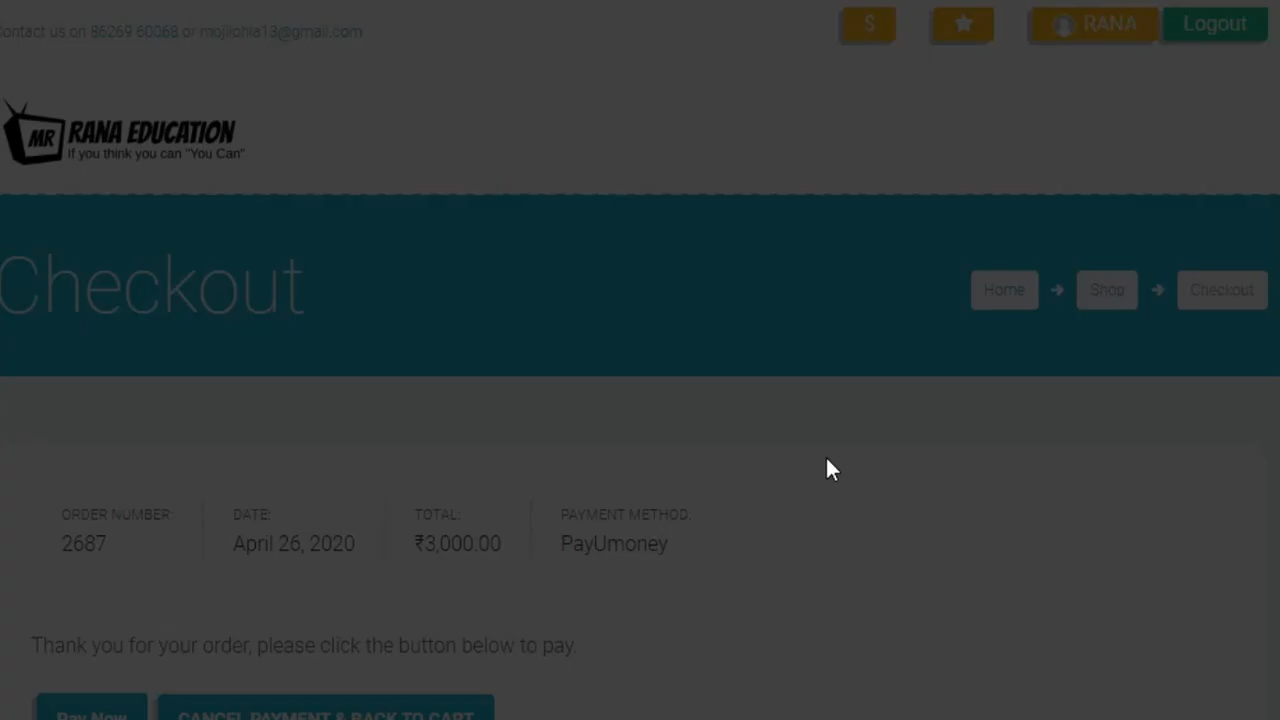 Contact us on 86269 60068 or mojilohia13@gmail.com
$
RANA
Logout
MR RANA EDUCATION
If you think you can "You Can"
Checkout
Home
Shop
Checkout
ORDER NUMBER:
2687
DATE:
April 26, 2020
TOTAL:
₹3,000.00
PAYMENT METHOD:
PayUmoney
Thank you for your order, please click the button below to pay.
Pay Now
CANCEL PAYMENT & BACK TO CART